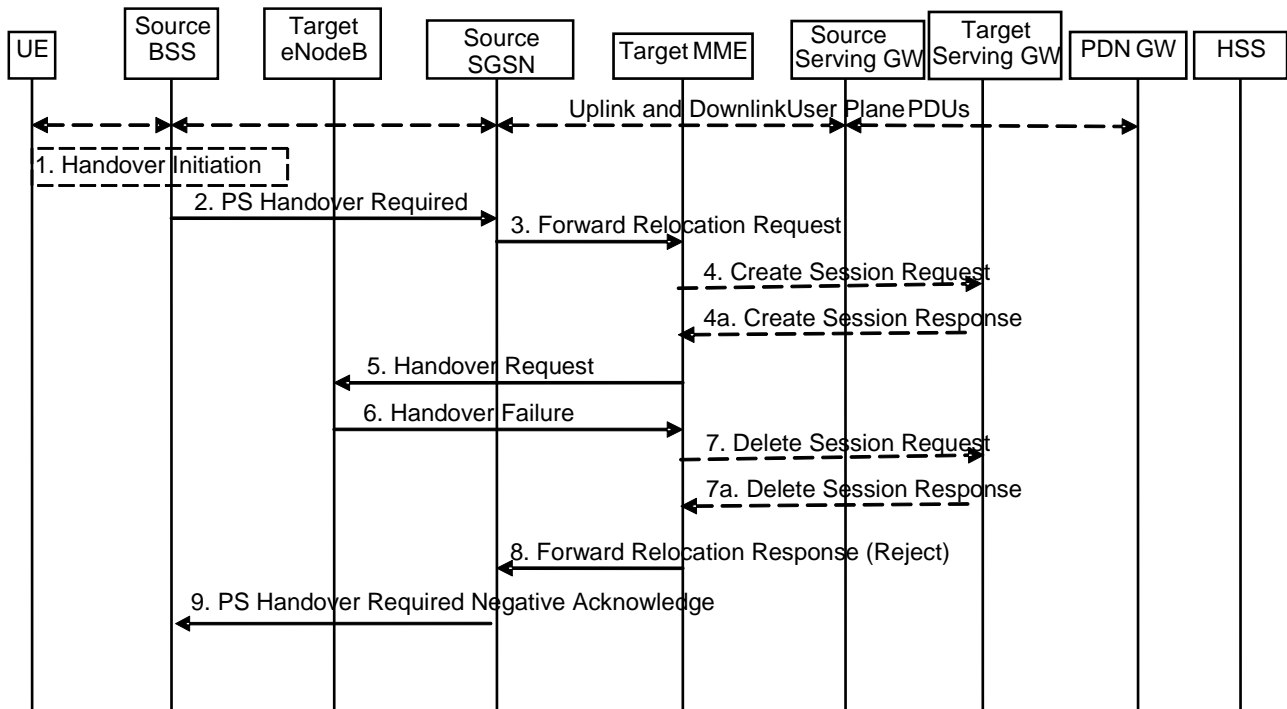 UE
Source
BSS
Target
eNodeB
Source
SGSN
Target MME
Source
Serving GW
Target
Serving GW
PDN GW
HSS
Uplink and DownlinkUser Plane PDUs
1. Handover Initiation
2. PS Handover Required
3. Forward Relocation Request
4. Create Session Request
4a. Create Session Response
5. Handover Request
6. Handover Failure
7. Delete Session Request
7a. Delete Session Response
8. Forward Relocation Response (Reject)
9. PS Handover Required Negative Acknowledge